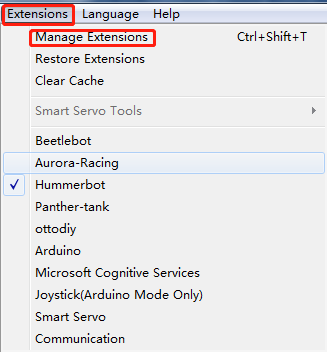 Extensions Language Help
Manage Extensions Ctrl+Shift+T
Restore Extensions
Clear Cache
Smart Servo Tools
Beetlebot
Aurora-Racing
Hummerbot
Panther-tank
ottodiy
Arduino
Microsoft Cognitive Services
Joystick(Arduino Mode Only)
Smart Servo
Communication